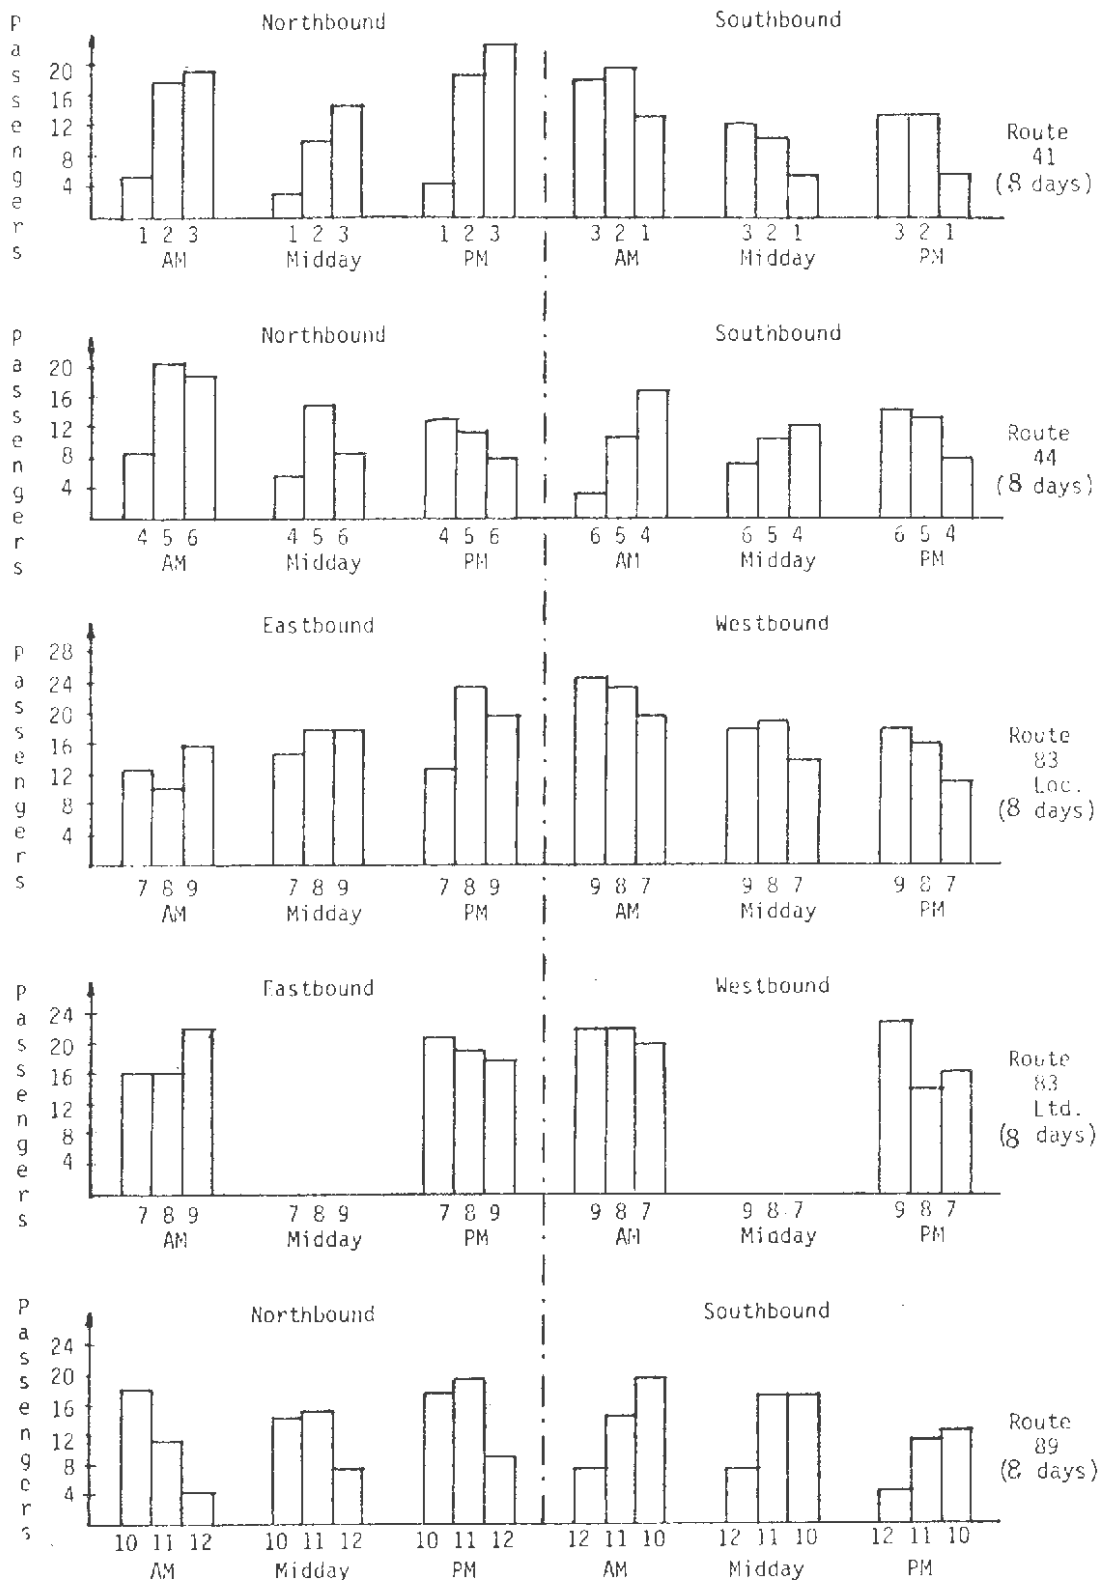 Passengers
Northbound Southbound
20
16
12
8
4
1 2 3 1 2 3 1 2 3 3 2 1 3 2 1 3 2 1
AM Midday PM AM Midday PM
Route
41
(8 days)
Passengers
Northbound Southbound
20
16
12
8
4
4 5 6 4 5 6 4 5 6 6 5 4 6 5 4 6 5 4
AM Midday PM AM Midday PM
Route
44
(8 days)
Passengers
Eastbound Westbound
28
24
20
16
12
8
4
7 8 9 7 8 9 7 8 9 9 8 7 9 8 7 9 8 7
AM Midday PM AM Midday PM
Route
83
Loc.
(8 days)
Passengers
Eastbound Westbound
24
20
16
12
8
4
7 8 9 7 8 9 7 8 9 9 8 7 9 8 7 9 8 7
AM Midday PM AM Midday PM
Route
83
Ltd.
(8 days)
Passengers
Northbound Southbound
24
20
16
12
8
4
10 11 12 10 11 12 10 11 12 12 11 10 12 11 10 12 11 10
AM Midday PM AM Midday PM
Route
89
(8 days)